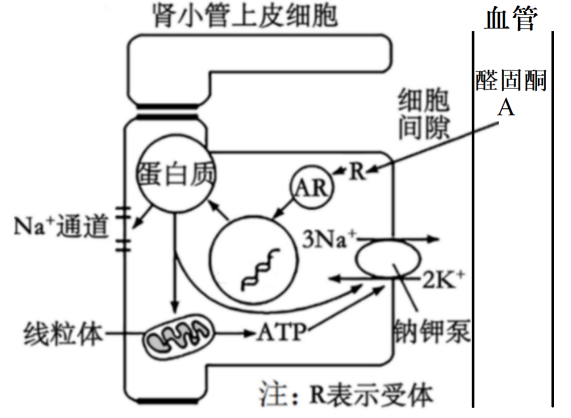 肾小管上皮细胞
血管
醛固酮
A
细胞
间隙
蛋白质
R
AR
Na⁺通道
3Na⁺
2K⁺
线粒体
ATP
钠钾泵
注：R表示受体